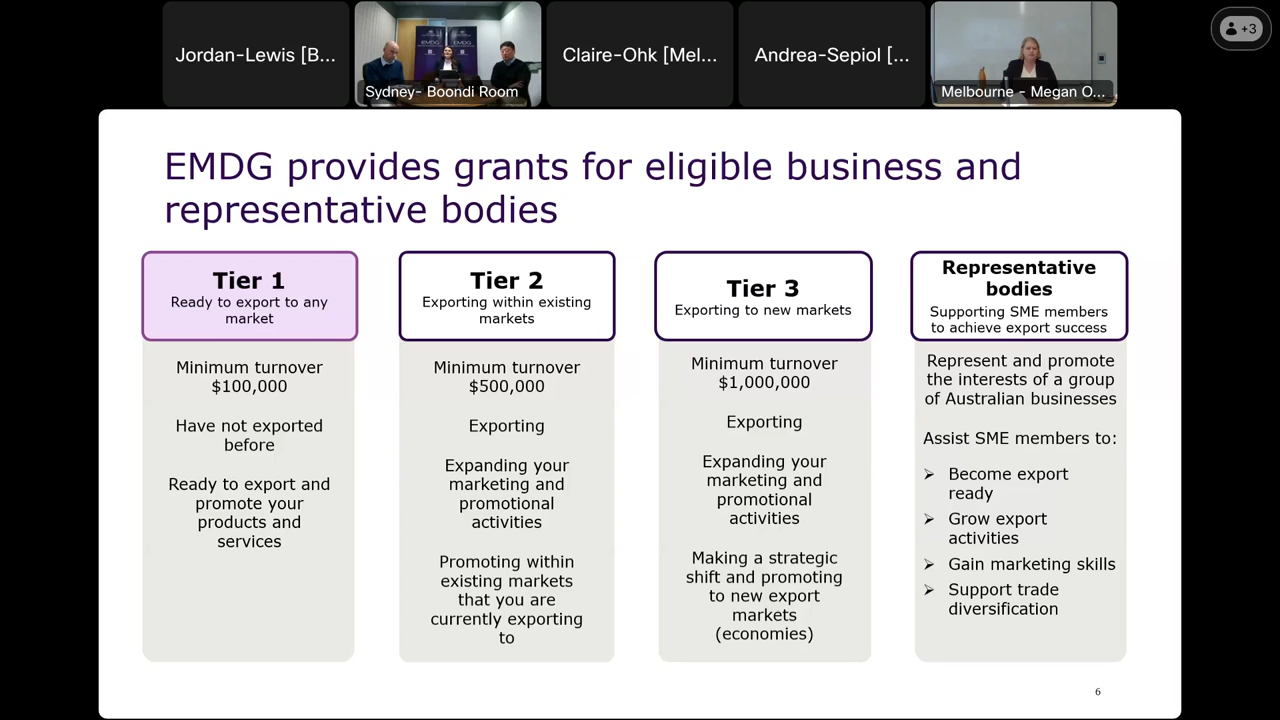 Jordan-Lewis [B...
Sydney- Boondi Room
Claire-Ohk [Mel...
Andrea-Sepiol [...
Melbourne - Megan O...
+3
EMDG provides grants for eligible business and
representative bodies
Tier 1
Ready to export to any
market
Minimum turnover
$100,000
Have not exported
before
Ready to export and
promote your
products and
services
Tier 2
Exporting within existing
markets
Minimum turnover
$500,000
Exporting
Expanding your
marketing and
promotional
activities
Promoting within
existing markets
that you are
currently exporting
to
Tier 3
Exporting to new markets
Minimum turnover
$1,000,000
Exporting
Expanding your
marketing and
promotional
activities
Making a strategic
shift and promoting
to new export
markets
(economies)
Representative
bodies
Supporting SME members
to achieve export success
Represent and promote
the interests of a group
of Australian businesses
Assist SME members to:
➢ Become export
ready
➢ Grow export
activities
➢ Gain marketing skills
➢ Support trade
diversification
6